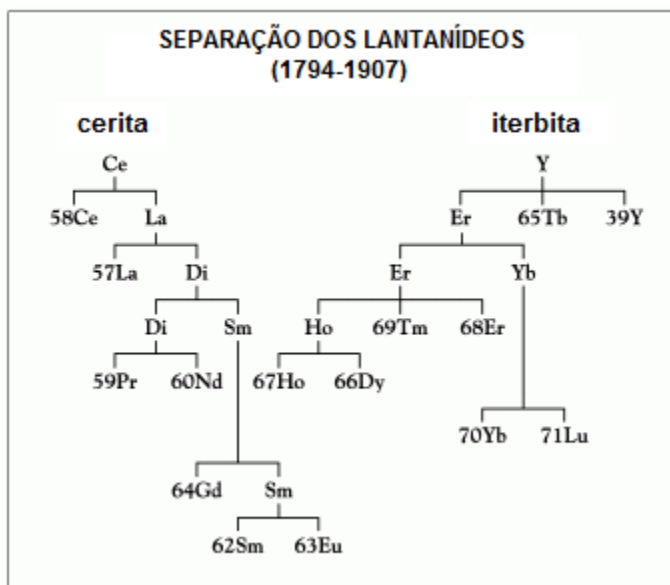 SEPARAÇÃO DOS LANTANÍDEOS
(1794-1907)
cerita iterbita
Ce Y
58Ce La Er 65Tb 39Y
57La Di Er Yb
Di Sm Ho 69Tm 68Er
59Pr 60Nd 67Ho 66Dy
70Yb 71Lu
64Gd Sm
62Sm 63Eu